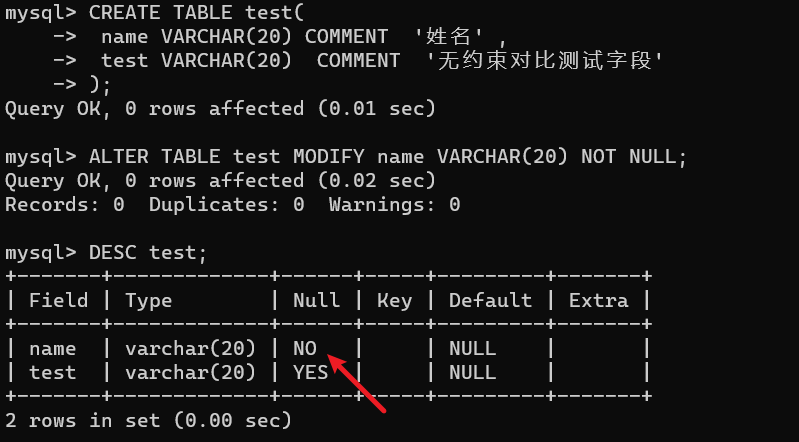 mysql> CREATE TABLE test(
    -> name VARCHAR(20) COMMENT '姓名' ,
    -> test VARCHAR(20)  COMMENT  '无约束对比测试字段'
    -> );
Query OK, 0 rows affected (0.01 sec)

mysql> ALTER TABLE test MODIFY name VARCHAR(20) NOT NULL;
Query OK, 0 rows affected (0.02 sec)
Records: 0  Duplicates: 0  Warnings: 0

mysql> DESC test;
+-------+-------------+------+-----+---------+-------+
| Field | Type        | Null | Key | Default | Extra |
+-------+-------------+------+-----+---------+-------+
| name  | varchar(20) | NO   |     | NULL    |       |
| test  | varchar(20) | YES  |     | NULL    |       |
+-------+-------------+------+-----+---------+-------+
2 rows in set (0.00 sec)